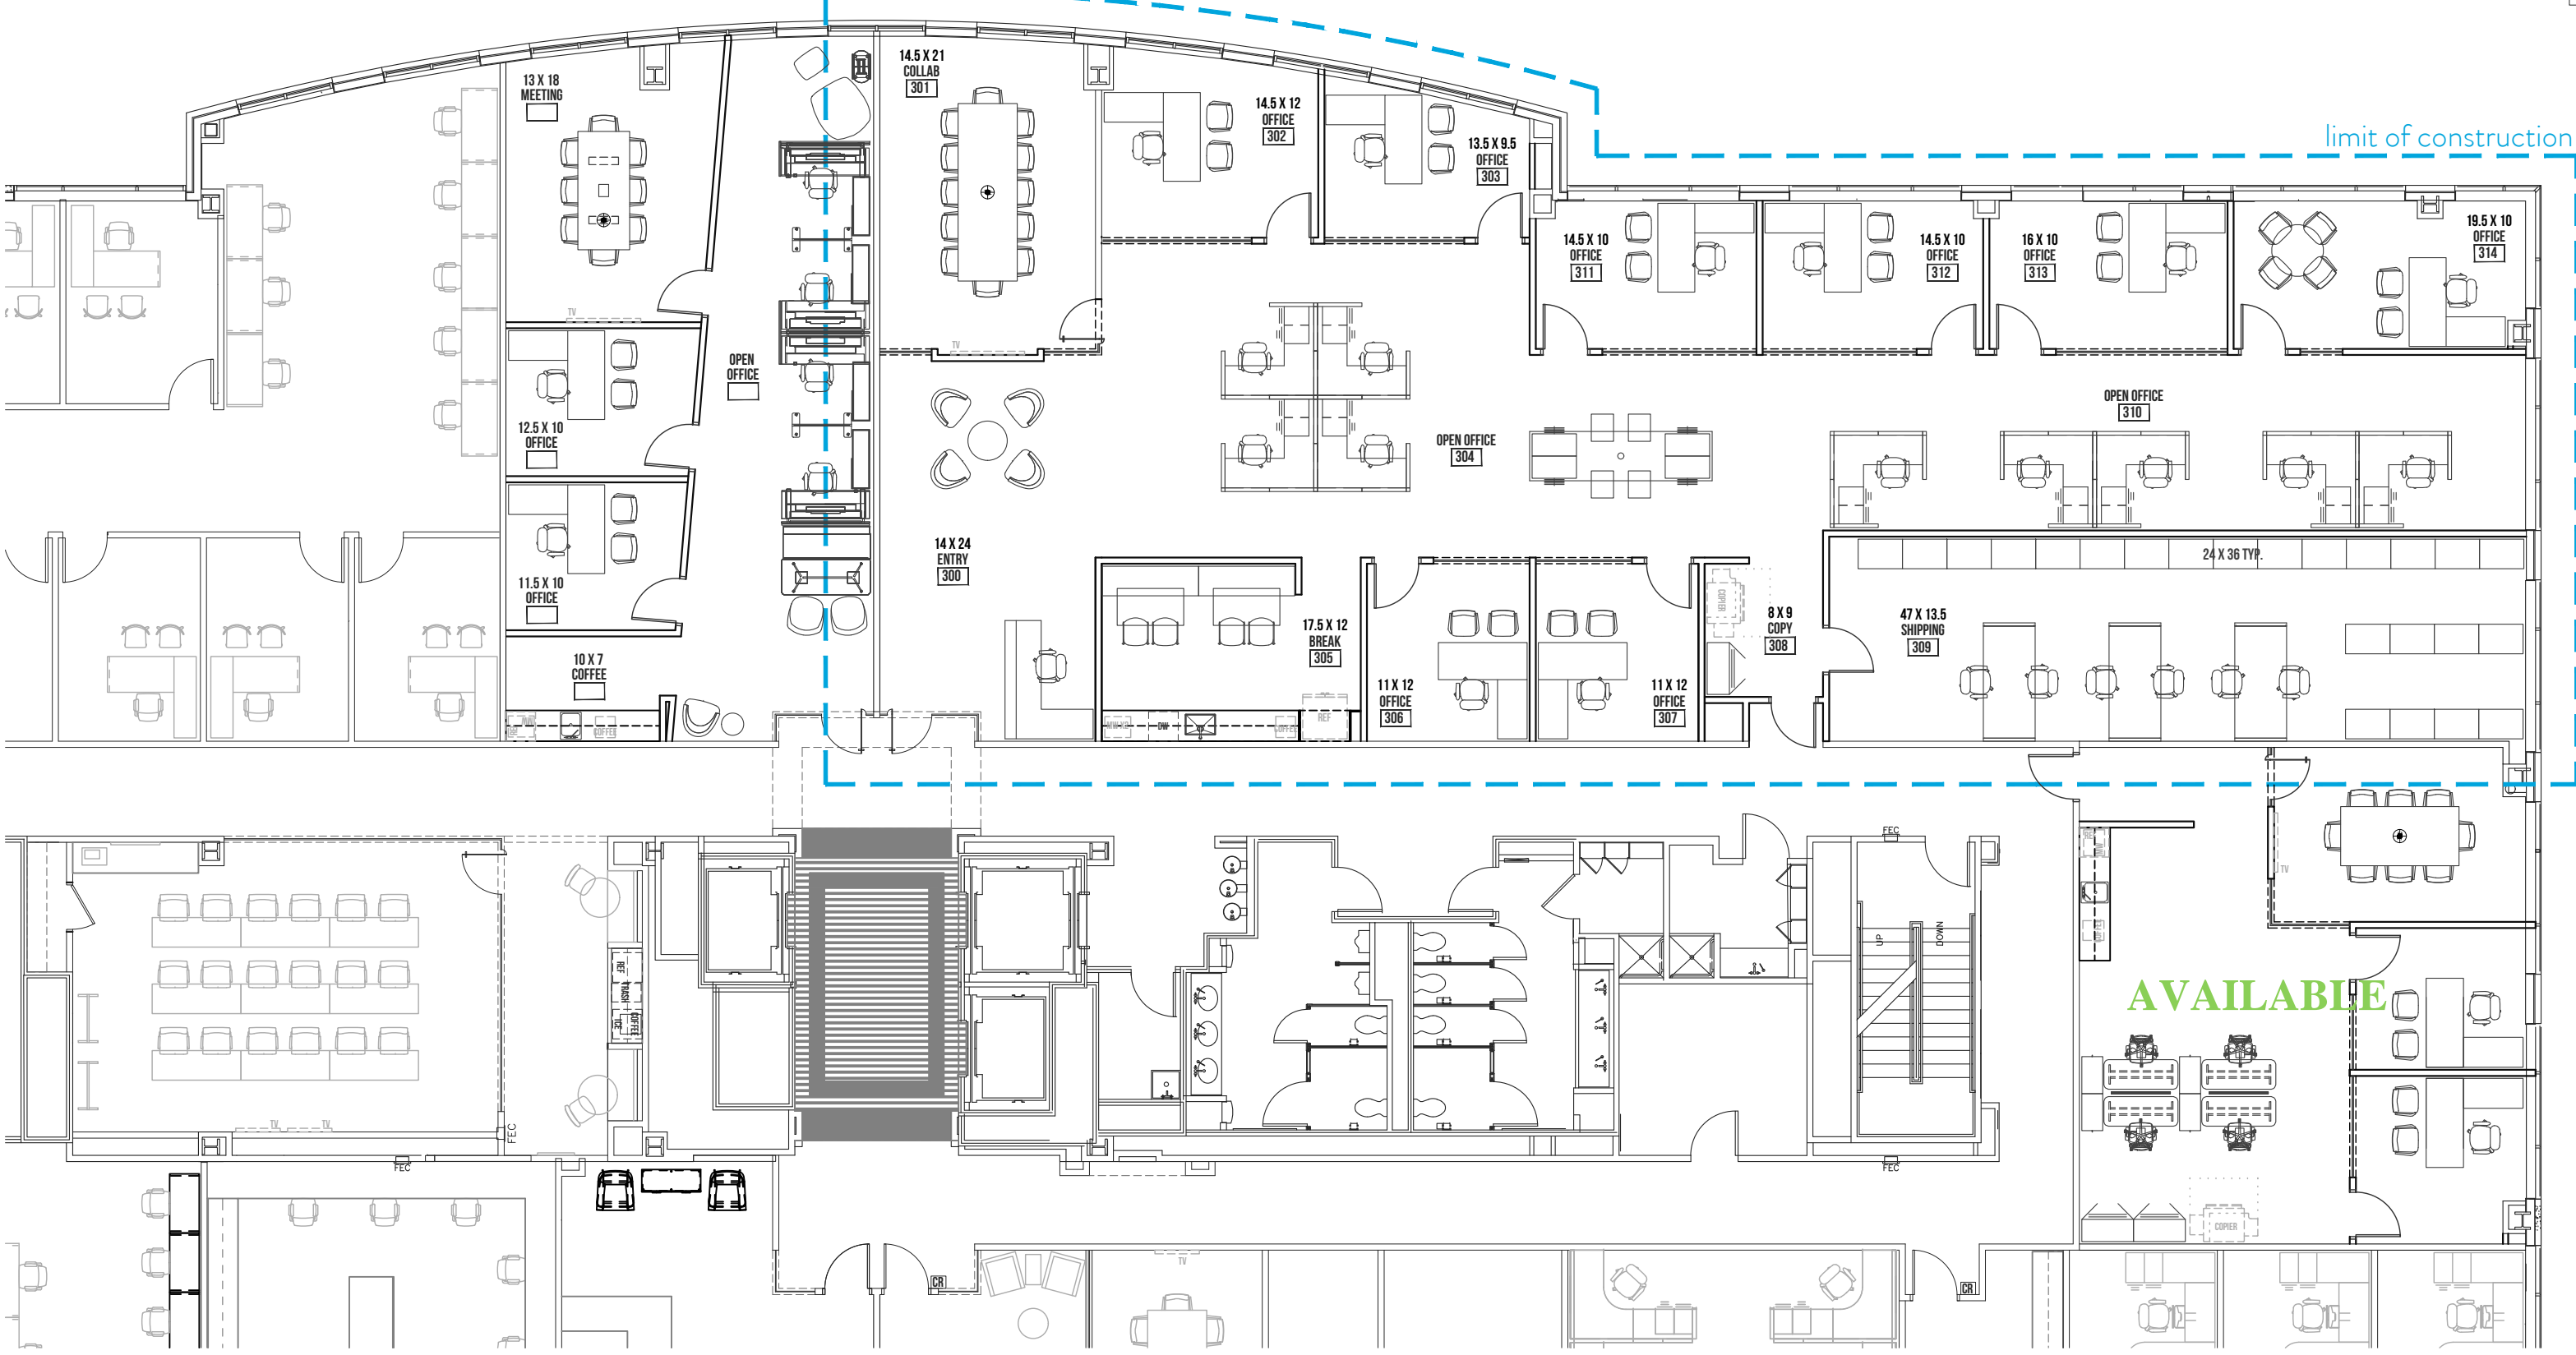 limit of construction
13 X 18
MEETING
14.5 X 21
COLLAB
301
14.5 X 12
OFFICE
302
13.5 X 9.5
OFFICE
303
14.5 X 10
OFFICE
311
14.5 X 10
OFFICE
312
16 X 10
OFFICE
313
19.5 X 10
OFFICE
314
TV
TV
OPEN
OFFICE
12.5 X 10
OFFICE
OPEN OFFICE
304
OPEN OFFICE
310
11.5 X 10
OFFICE
14 X 24
ENTRY
300
24 X 36 TYP.
10 X 7
COFFEE
17.5 X 12
BREAK
305
11 X 12
OFFICE
306
11 X 12
OFFICE
307
COPIER
8 X 9
COPY
308
47 X 13.5
SHIPPING
309
COFFEE
DW
COFFEE
REF
FEC
TV
UP
DOWN
REF
TRASH
ICE
COFFEE
AVAILABLE
TV
TV
FEC
FEC
FEC
COPIER
CR
TV
CR